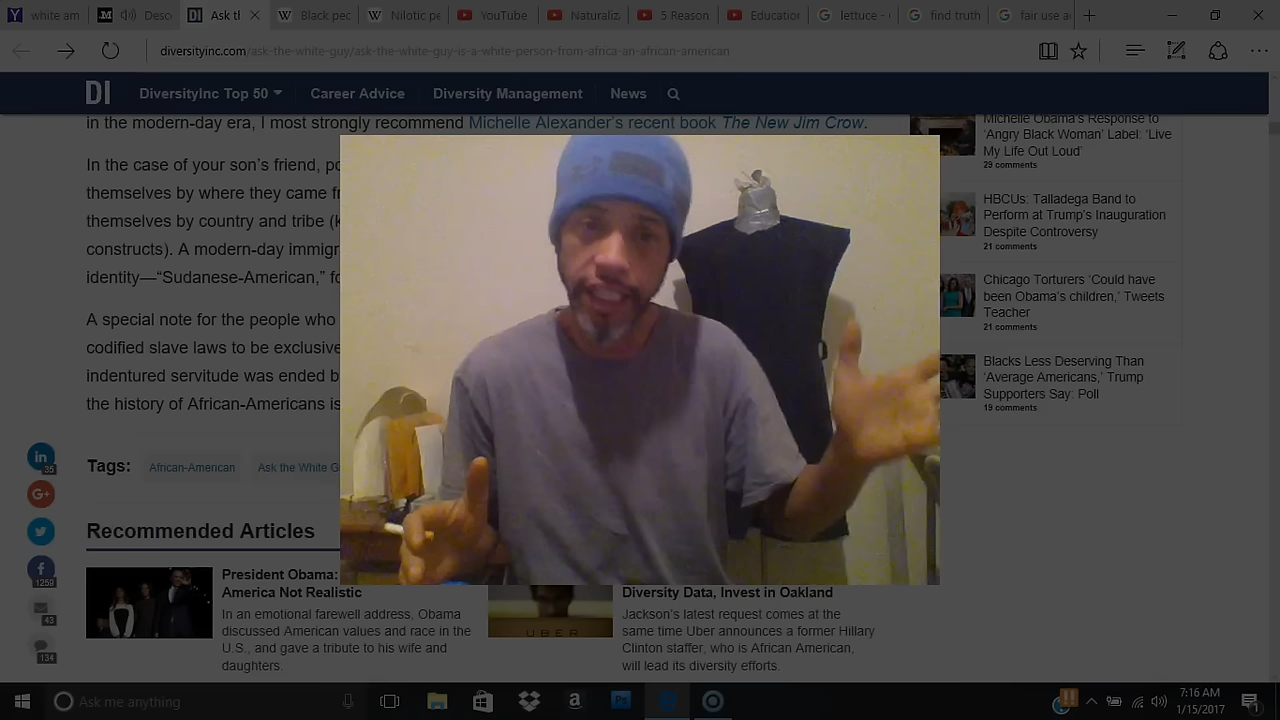 white am
Desc
Ask tl
Black pec
Nilotic pe
YouTube
Naturaliz
5 Reason
Education
lettuce -
find truth
fair use a
diversityinc.com/ask-the-white-guy/ask-the-white-guy-is-a-white-person-from-africa-an-african-american
DI
DiversityInc Top 50
Career Advice
Diversity Management
News
in the modern-day era, I most strongly recommend Michelle Alexander's recent book The New Jim Crow.
In the case of your son's friend, po
themselves by where they came fr
themselves by country and tribe (k
constructs). A modern-day immigr
identity—“Sudanese-American,” fo
A special note for the people who
codified slave laws to be exclusive
indentured servitude was ended b
the history of African-Americans is
Tags:
African-American
Ask the White G
35
1259
43
134
Recommended Articles
President Obama:
America Not Realistic
In an emotional farewell address, Obama
discussed American values and race in the
U.S., and gave a tribute to his wife and
daughters.
UBER
Diversity Data, Invest in Oakland
Jackson's latest request comes at the
same time Uber announces a former Hillary
Clinton staffer, who is African American,
will lead its diversity efforts.
Michelle Obama's Response to
'Angry Black Woman' Label: 'Live
My Life Out Loud'
29 comments
HBCUs: Talladega Band to
Perform at Trump's Inauguration
Despite Controversy
21 comments
Chicago Torturers 'Could have
been Obama's children,' Tweets
Teacher
21 comments
Blacks Less Deserving Than
'Average Americans,' Trump
Supporters Say: Poll
19 comments
Ask me anything
7:16 AM
1/15/2017
1